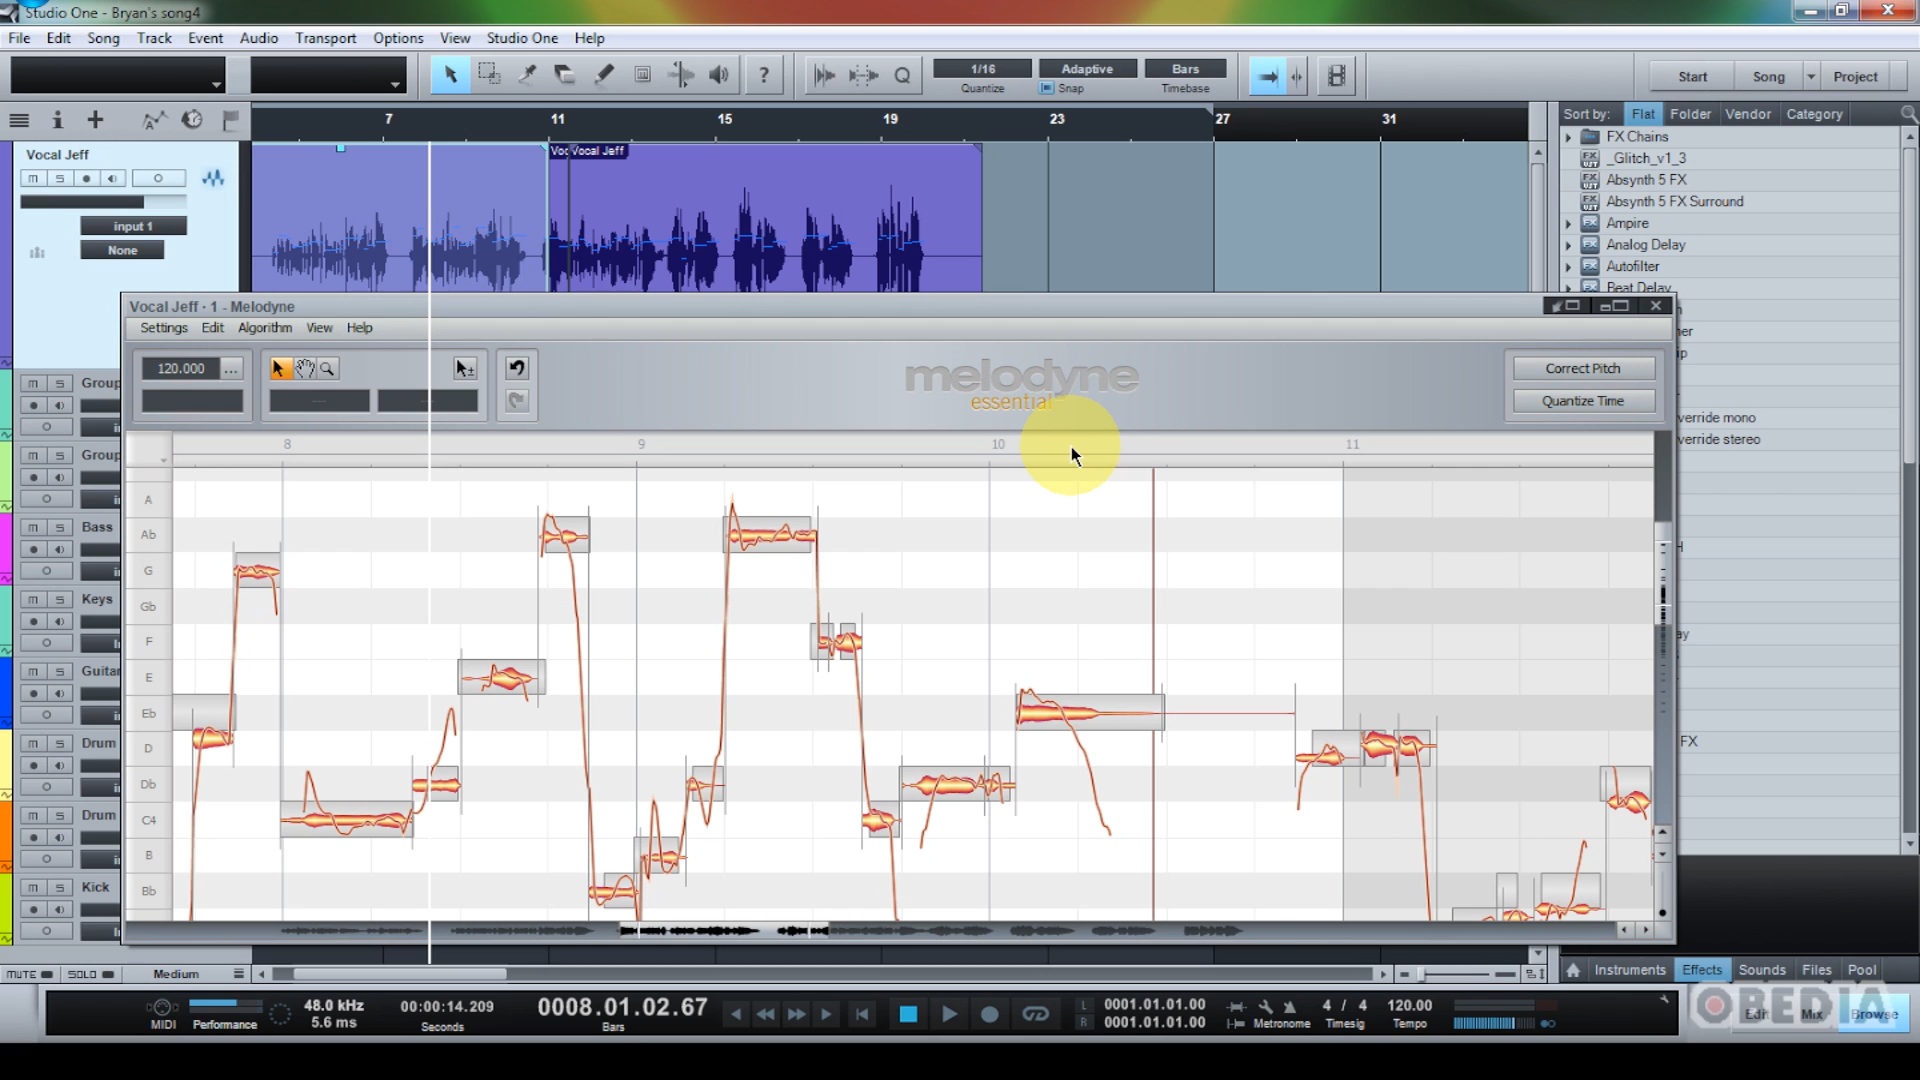 Studio One - Bryan's song4
File Edit Song Track Event Audio Transport Options View Studio One Help
1/16 Adaptive Bars
Quantize Snap Timebase
Start Song Project
7 11 15 19 23 27 31
Sort by: Flat Folder Vendor Category
Vocal Jeff
Voc Vocal Jeff
m s
input 1
None
FX Chains
_Glitch_v1_3
Absynth 5 FX
Absynth 5 FX Surround
Ampire
Analog Delay
Autofilter
Beat Delay
Vocal Jeff · 1 - Melodyne
Settings Edit Algorithm View Help
120.000 ...
melodyne
essential
Correct Pitch
Quantize Time
8 9 10 11
A
Ab
G
Gb
F
E
Eb
D
Db
C4
B
Bb
m s Group
m s Group
m s Bass
m s Keys
m s Guitar
m s Drum
m s Drum
m s Kick
verride mono
verride stereo
FX
MUTE SOLO Medium
Instruments Effects Sounds Files Pool
MIDI Performance
48.0 kHz
5.6 ms
00:00:14.209
Seconds
0008.01.02.67
Bars
L 0001.01.01.00
R 0001.01.01.00
Metronome
4 / 4
Timesig
120.00
Tempo
OBEDIA
Edit Mix Browse